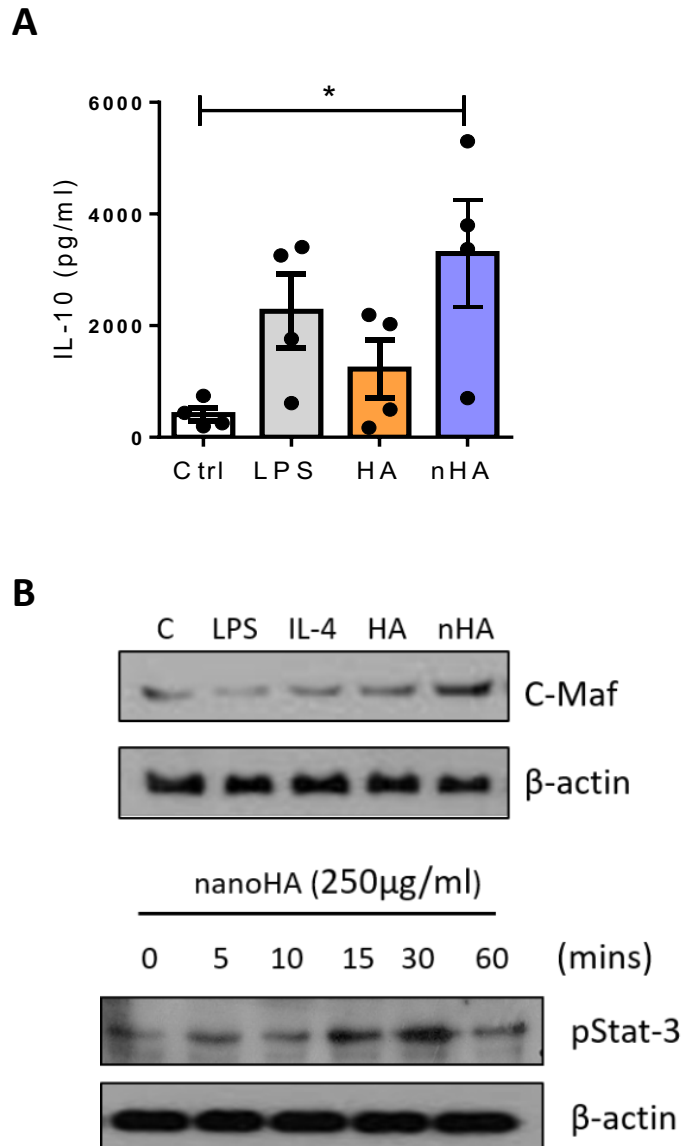 A
*
6000
4000
2000
0
IL-10 (pg/ml)
Ctrl LPS HA nHA
B
C LPS IL-4 HA nHA
C-Maf
β-actin
nanoHA (250µg/ml)
0 5 10 15 30 60 (mins)
pStat-3
β-actin